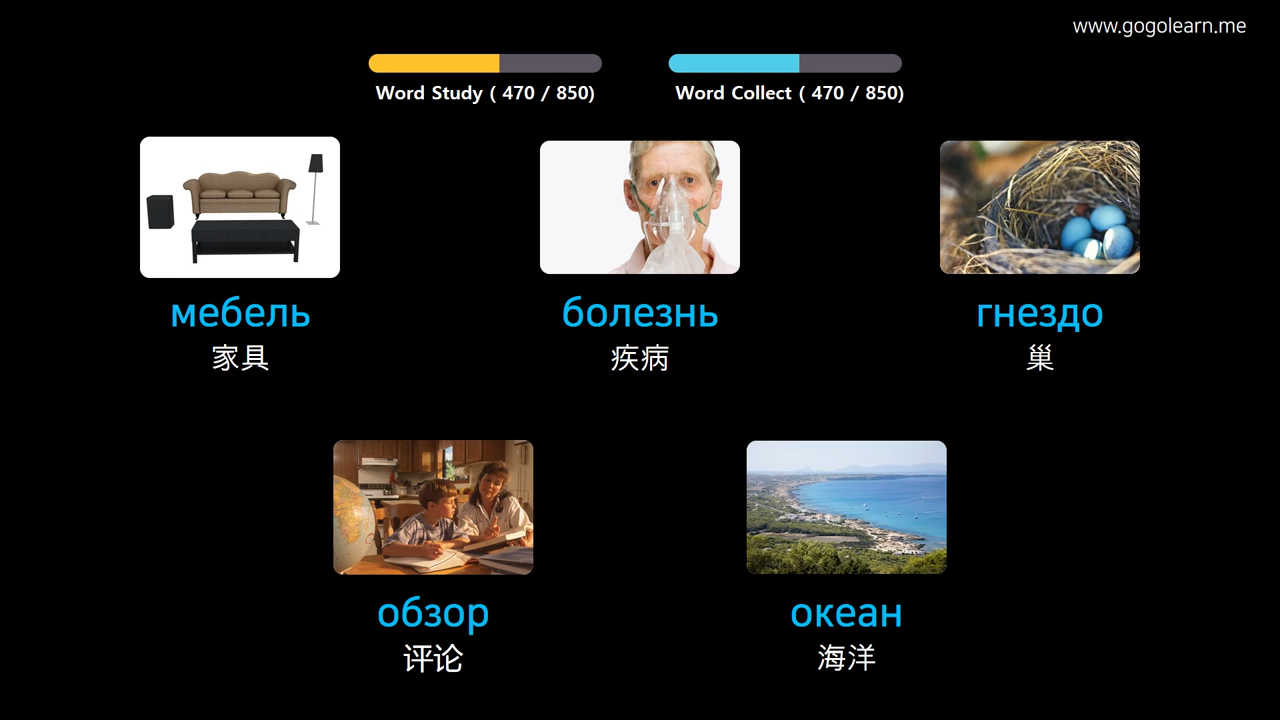 www.gogolearn.me
Word Study ( 470 / 850)
Word Collect ( 470 / 850)
мебель
家具
болезнь
疾病
гнездо
巢
обзор
评论
океан
海洋